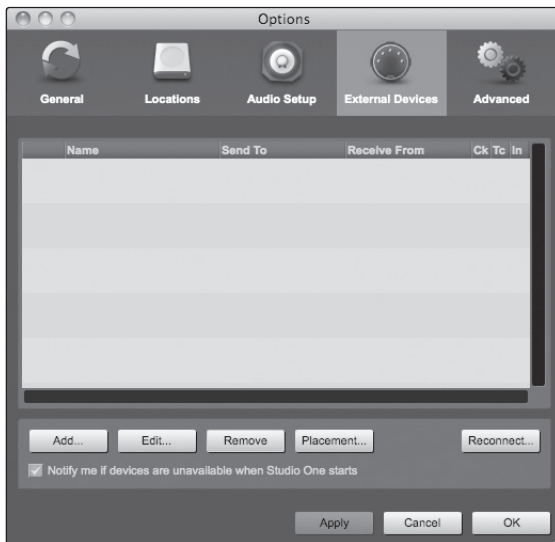 Options
General Locations Audio Setup External Devices Advanced
Name Send To Receive From Ck Tc In
Add... Edit... Remove Placement... Reconnect...
Notify me if devices are unavailable when Studio One starts
Apply Cancel OK